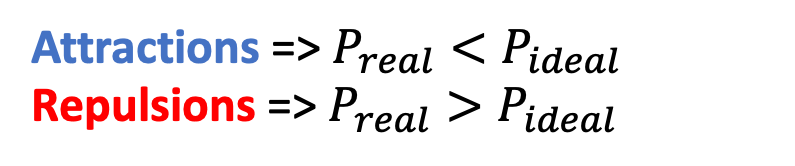 Attractions => P_real < P_ideal
Repulsions => P_real > P_ideal